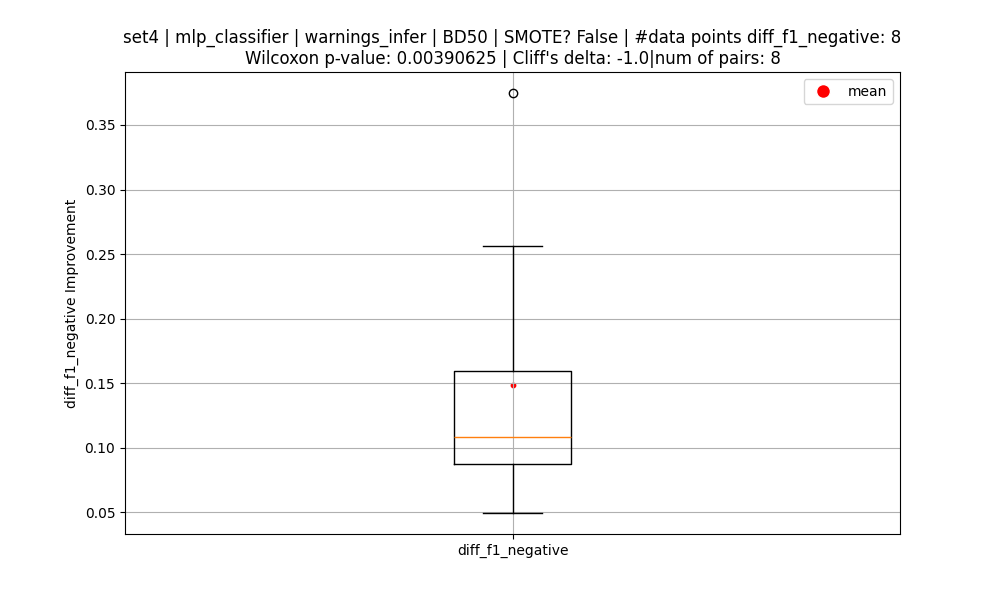 set4 | mlp_classifier | warnings_infer | BD50 | SMOTE? False | #data points diff_f1_negative: 8
Wilcoxon p-value: 0.00390625 | Cliff's delta: -1.0|num of pairs: 8
mean
0.35
0.30
0.25
0.20
0.15
0.10
0.05
diff_f1_negative Improvement
diff_f1_negative